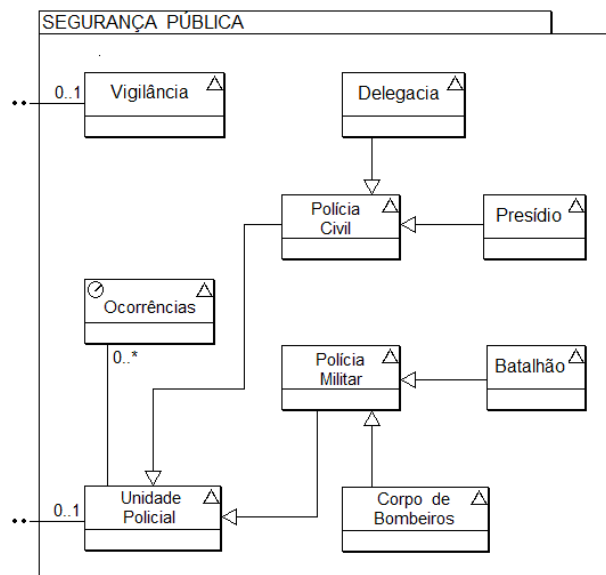 SEGURANÇA PÚBLICA
0..1
Vigilância
Delegacia
Polícia
Civil
Presídio
Ocorrências
0..*
Polícia
Militar
Batalhão
0..1
Unidade
Policial
Corpo de
Bombeiros